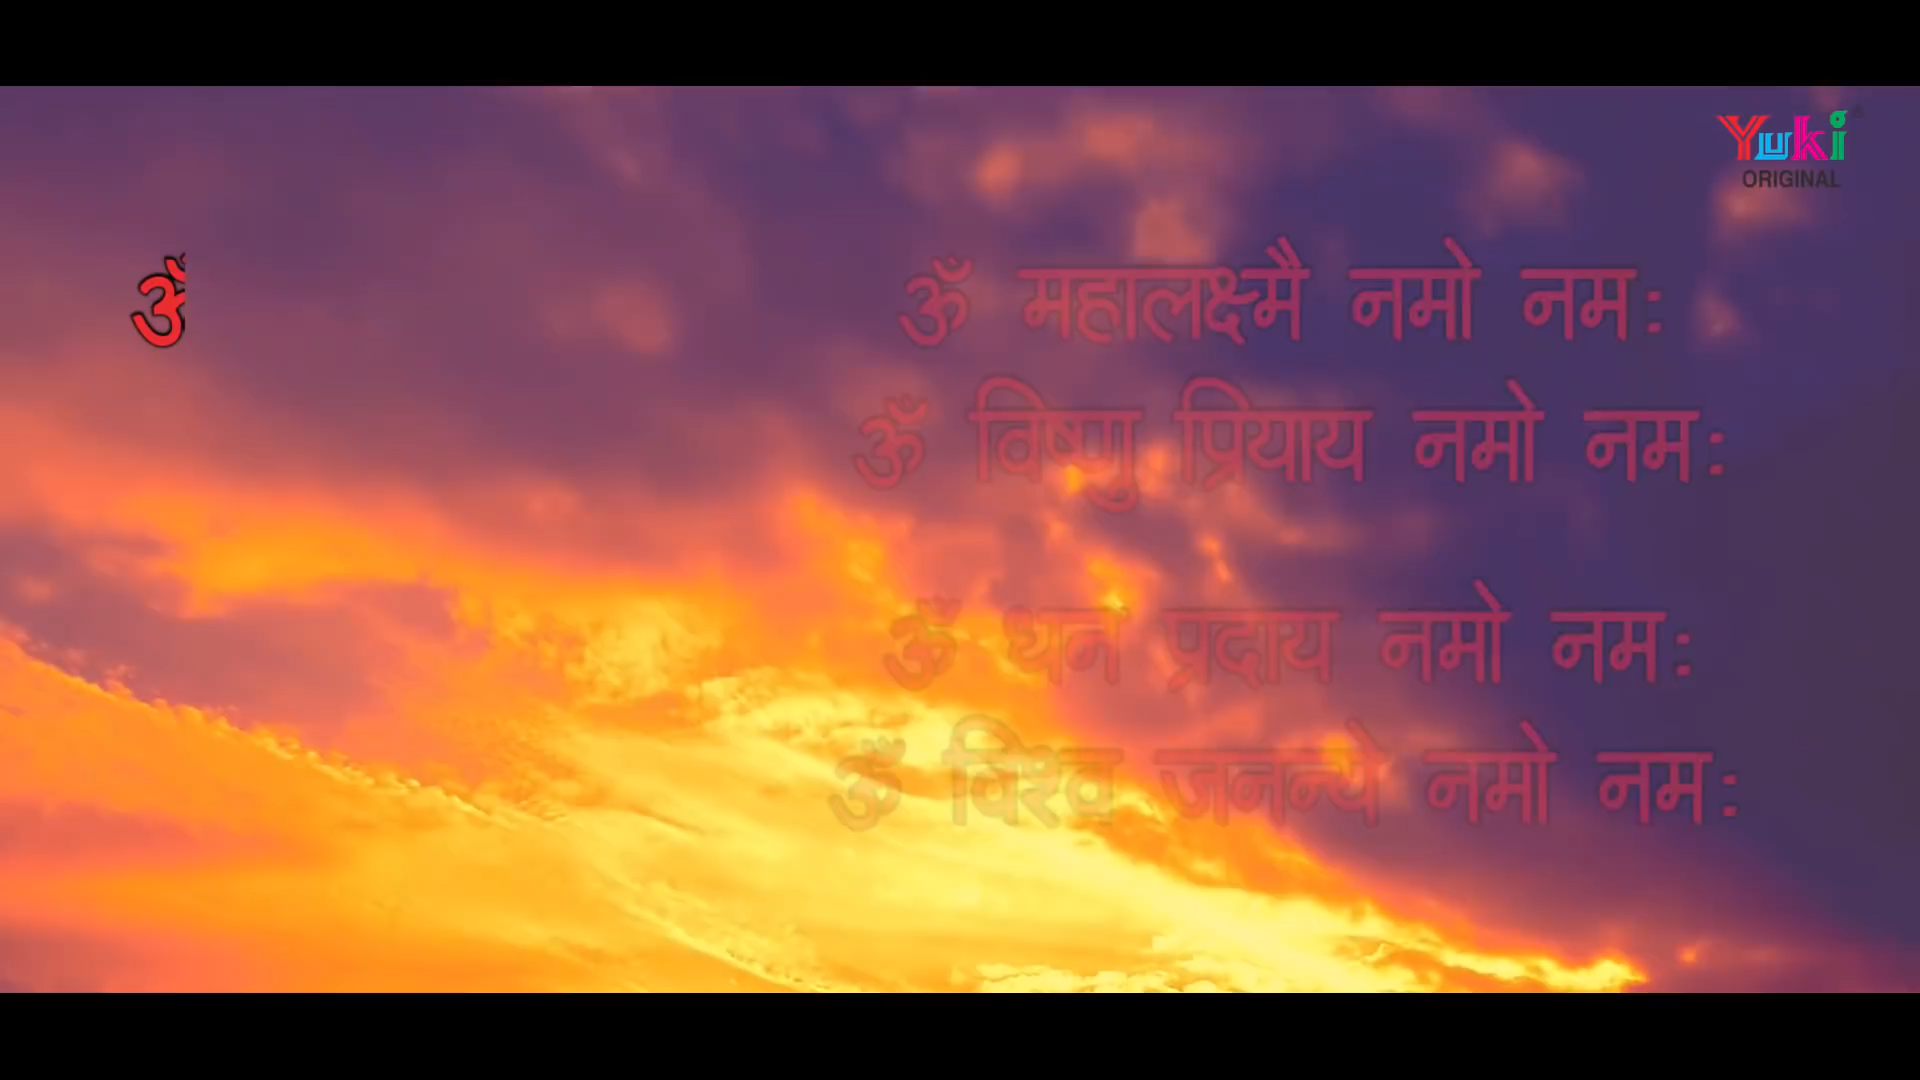 Yuki
ORIGINAL
ॐ
ॐ महालक्ष्मै नमो नम:
ॐ विष्णु प्रियाय नमो नम:
ॐ धन प्रदाय नमो नम:
ॐ विश्व जनन्ये नमो नम: